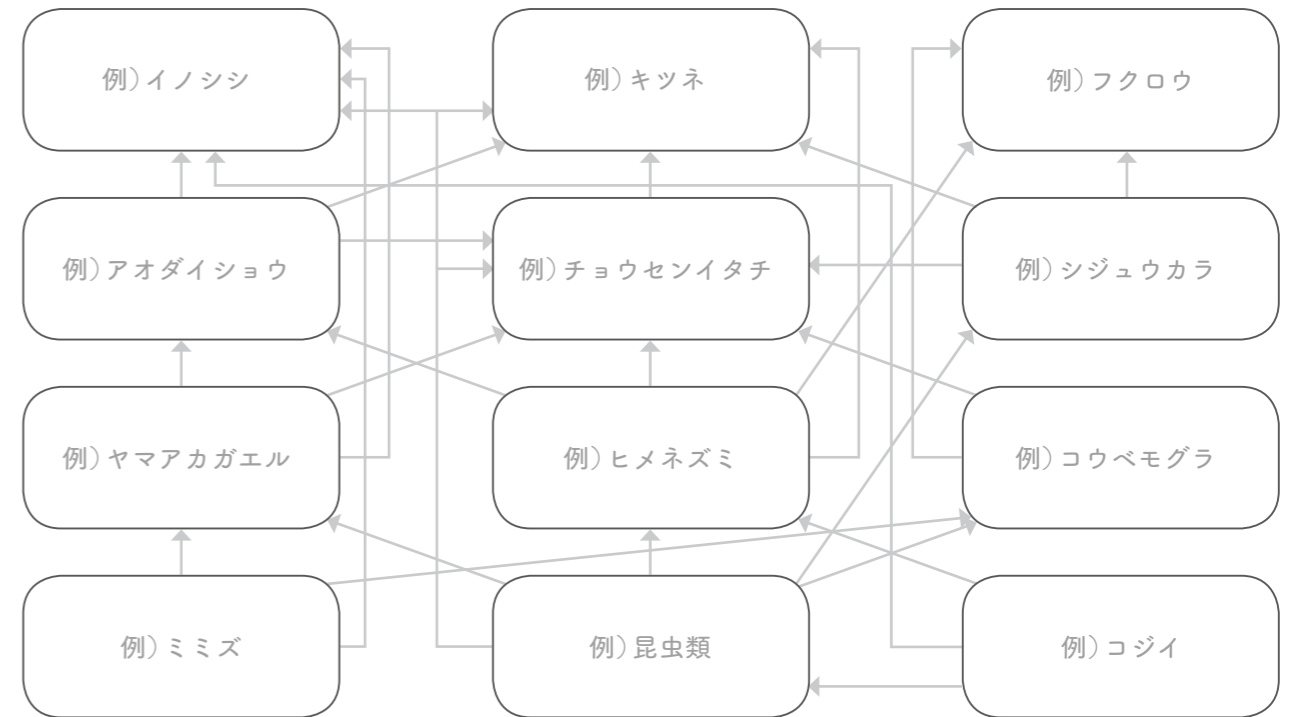 例）イノシシ
例）キツネ
例）フクロウ
例）アオダイショウ
例）チョウセンイタチ
例）シジュウカラ
例）ヤマアカガエル
例）ヒメネズミ
例）コウベモグラ
例）ミミズ
例）昆虫類
例）コジイ